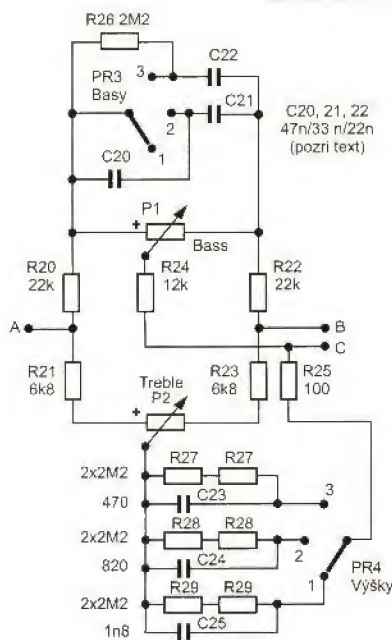 R26 2M2
C22
3
PR3
Basy
C21
2
1
C20
C20, 21, 22
47n/33 n/22n
(pozri text)
P1
+
Bass
R20
22k
R24
12k
R22
22k
A
B
C
R21
6k8
Treble
P2
+
R23
6k8
R25
100
2x2M2
R27
R27
470
C23
3
2x2M2
R28
R28
820
C24
2
2x2M2
R29
R29
1
PR4
Výšky
1n8
C25